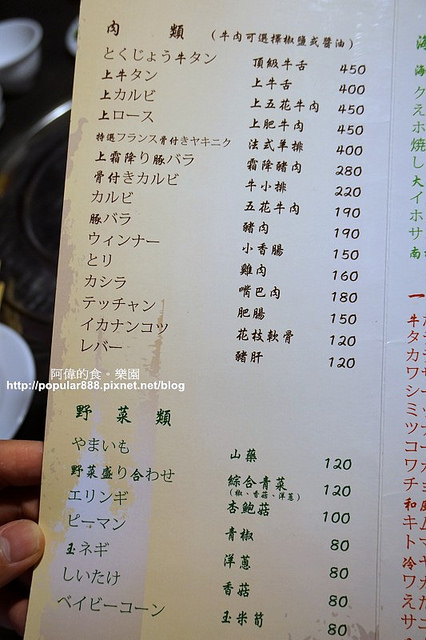 肉 類 (牛肉可選擇椒鹽或醬油)
とくじょう牛タン 頂級牛舌 450
上牛タン 上牛舌 400
上カルビ 上五花牛肉 450
上ロース 上肥牛肉 450
特選フランス骨付きヤキニク 法式單排 400
上霜降り豚バラ 霜降豬肉 280
骨付きカルビ 牛小排 220
カルビ 五花牛肉 190
豚バラ 豬肉 190
ウィンナー 小香腸 150
とリ 雞肉 160
カシラ 嘴巴肉 180
テッチャン 肥腸 150
イカナンコツ 花枝軟骨 120
レバー 豬肝 120
阿偉的食。樂園
http://popular888.pixnet.net/blog
野 菜 類
やまいも 山藥 120
野菜盛り合わせ 綜合青菜 120
(椒、香菇、洋蔥)
エリンギ 杏鮑菇 100
ピーマン 青椒 80
玉ネギ 洋蔥 80
しいたけ 香菇 80
ベイビーコーン 玉米筍 80